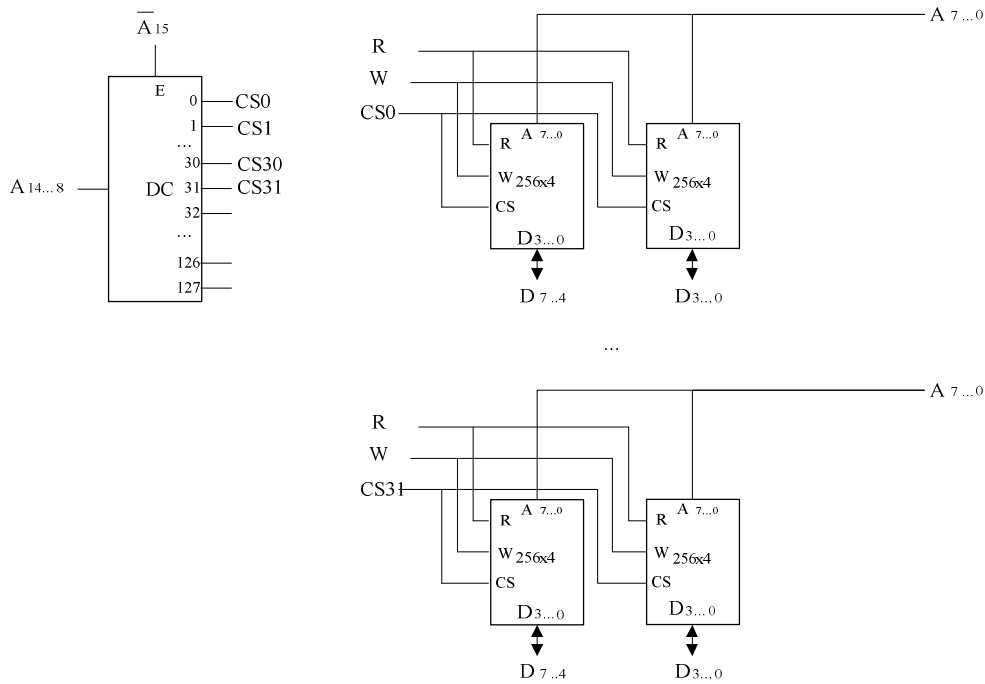 A̅ 15
E
0 CS0
1 CS1
...
30 CS30
A 14...8 DC 31 CS31
32
...
126
127
A 7...0
R
W
CS0
A 7...0
R
W 256x4
CS
D3...0
D 7..4
A 7...0
R
W 256x4
CS
D3...0
D3...0
...
A 7...0
R
W
CS31
A 7...0
R
W 256x4
CS
D3...0
D 7..4
A 7...0
R
W 256x4
CS
D3...0
D3...0